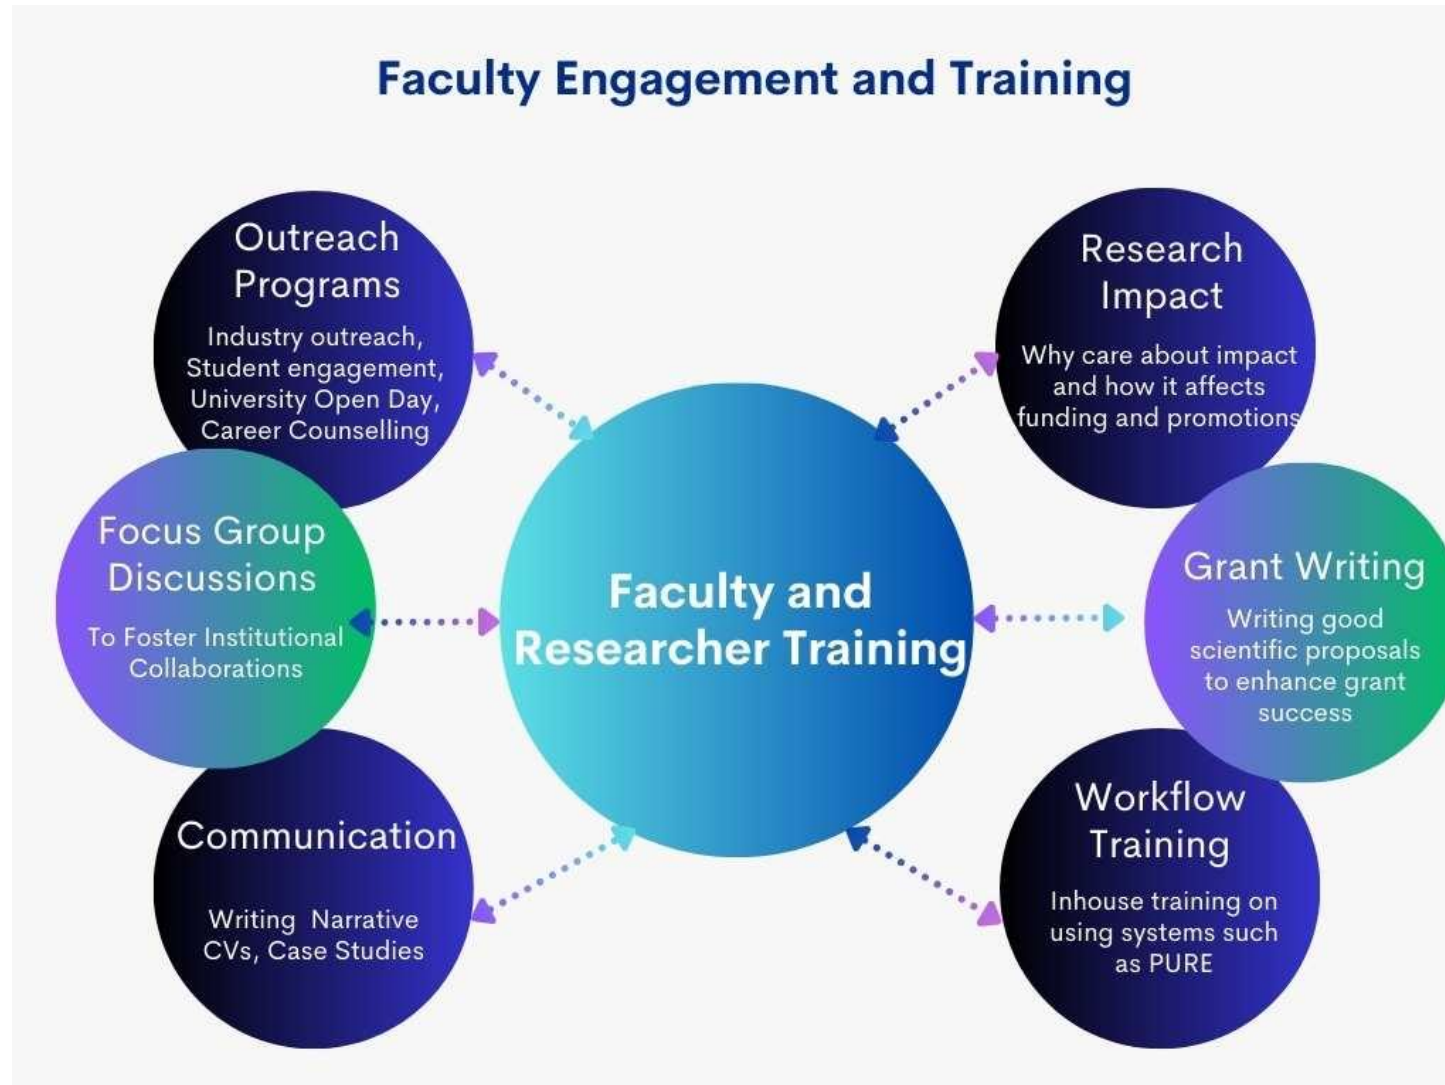 Faculty Engagement and Training
Outreach
Programs
Industry outreach,
Student engagement,
University Open Day,
Career Counselling
Focus Group
Discussions
To Foster Institutional
Collaborations
Communication
Writing Narrative
CVs, Case Studies
Faculty and
Researcher Training
Research
Impact
Why care about impact
and how it affects
funding and promotions
Grant Writing
Writing good
scientific proposals
to enhance grant
success
Workflow
Training
Inhouse training on
using systems such
as PURE